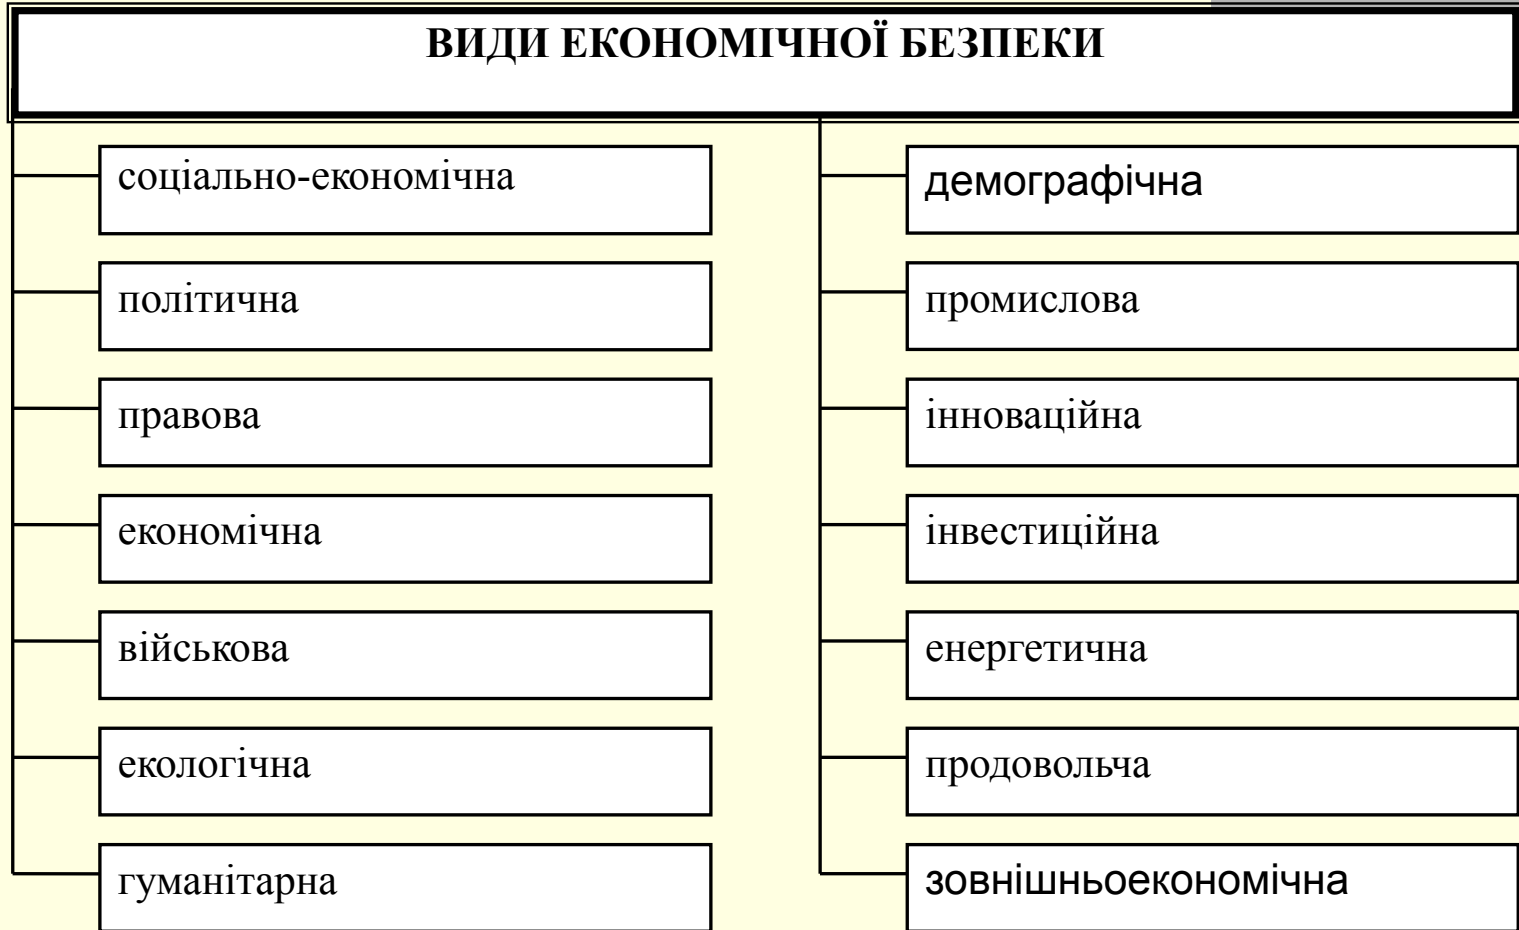 ВИДИ ЕКОНОМІЧНОЇ БЕЗПЕКИ
соціально-економічна
політична
правова
економічна
військова
екологічна
гуманітарна
демографічна
промислова
інноваційна
інвестиційна
енергетична
продовольча
зовнішньоекономічна